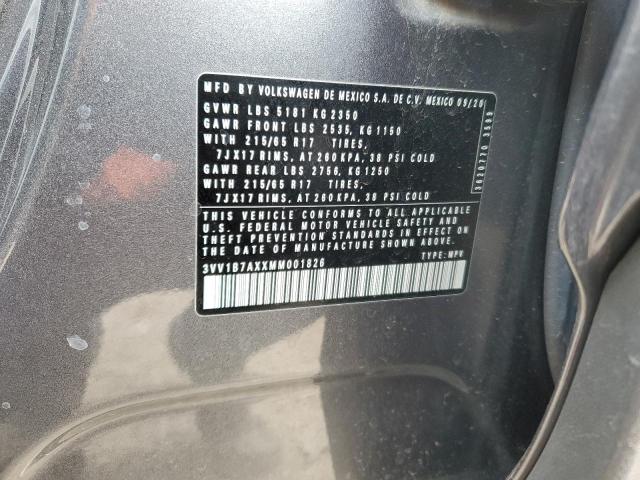 MFD BY VOLKSWAGEN DE MEXICO S.A. DE C.V. MEXICO 09/20
GVWR LBS 5181 KG 2350
GAWR FRONT LBS 2535, KG 1150
WITH 215/65 R17 TIRES,
7JX17 RIMS, AT 260 KPA, 38 PSI COLD
GAWR REAR LBS 2756, KG 1250
WITH 215/65 R17 TIRES,
7JX17 RIMS, AT 260 KPA, 38 PSI COLD
THIS VEHICLE CONFORMS TO ALL APPLICABLE
U.S. FEDERAL MOTOR VEHICLE SAFETY AND
THEFT PREVENTION STANDARDS IN EFFECT ON
THE DATE OF MANUFACTURE SHOWN ABOVE
3VV1B7AXXMM001826 TYPE: MPV
3620770 3599